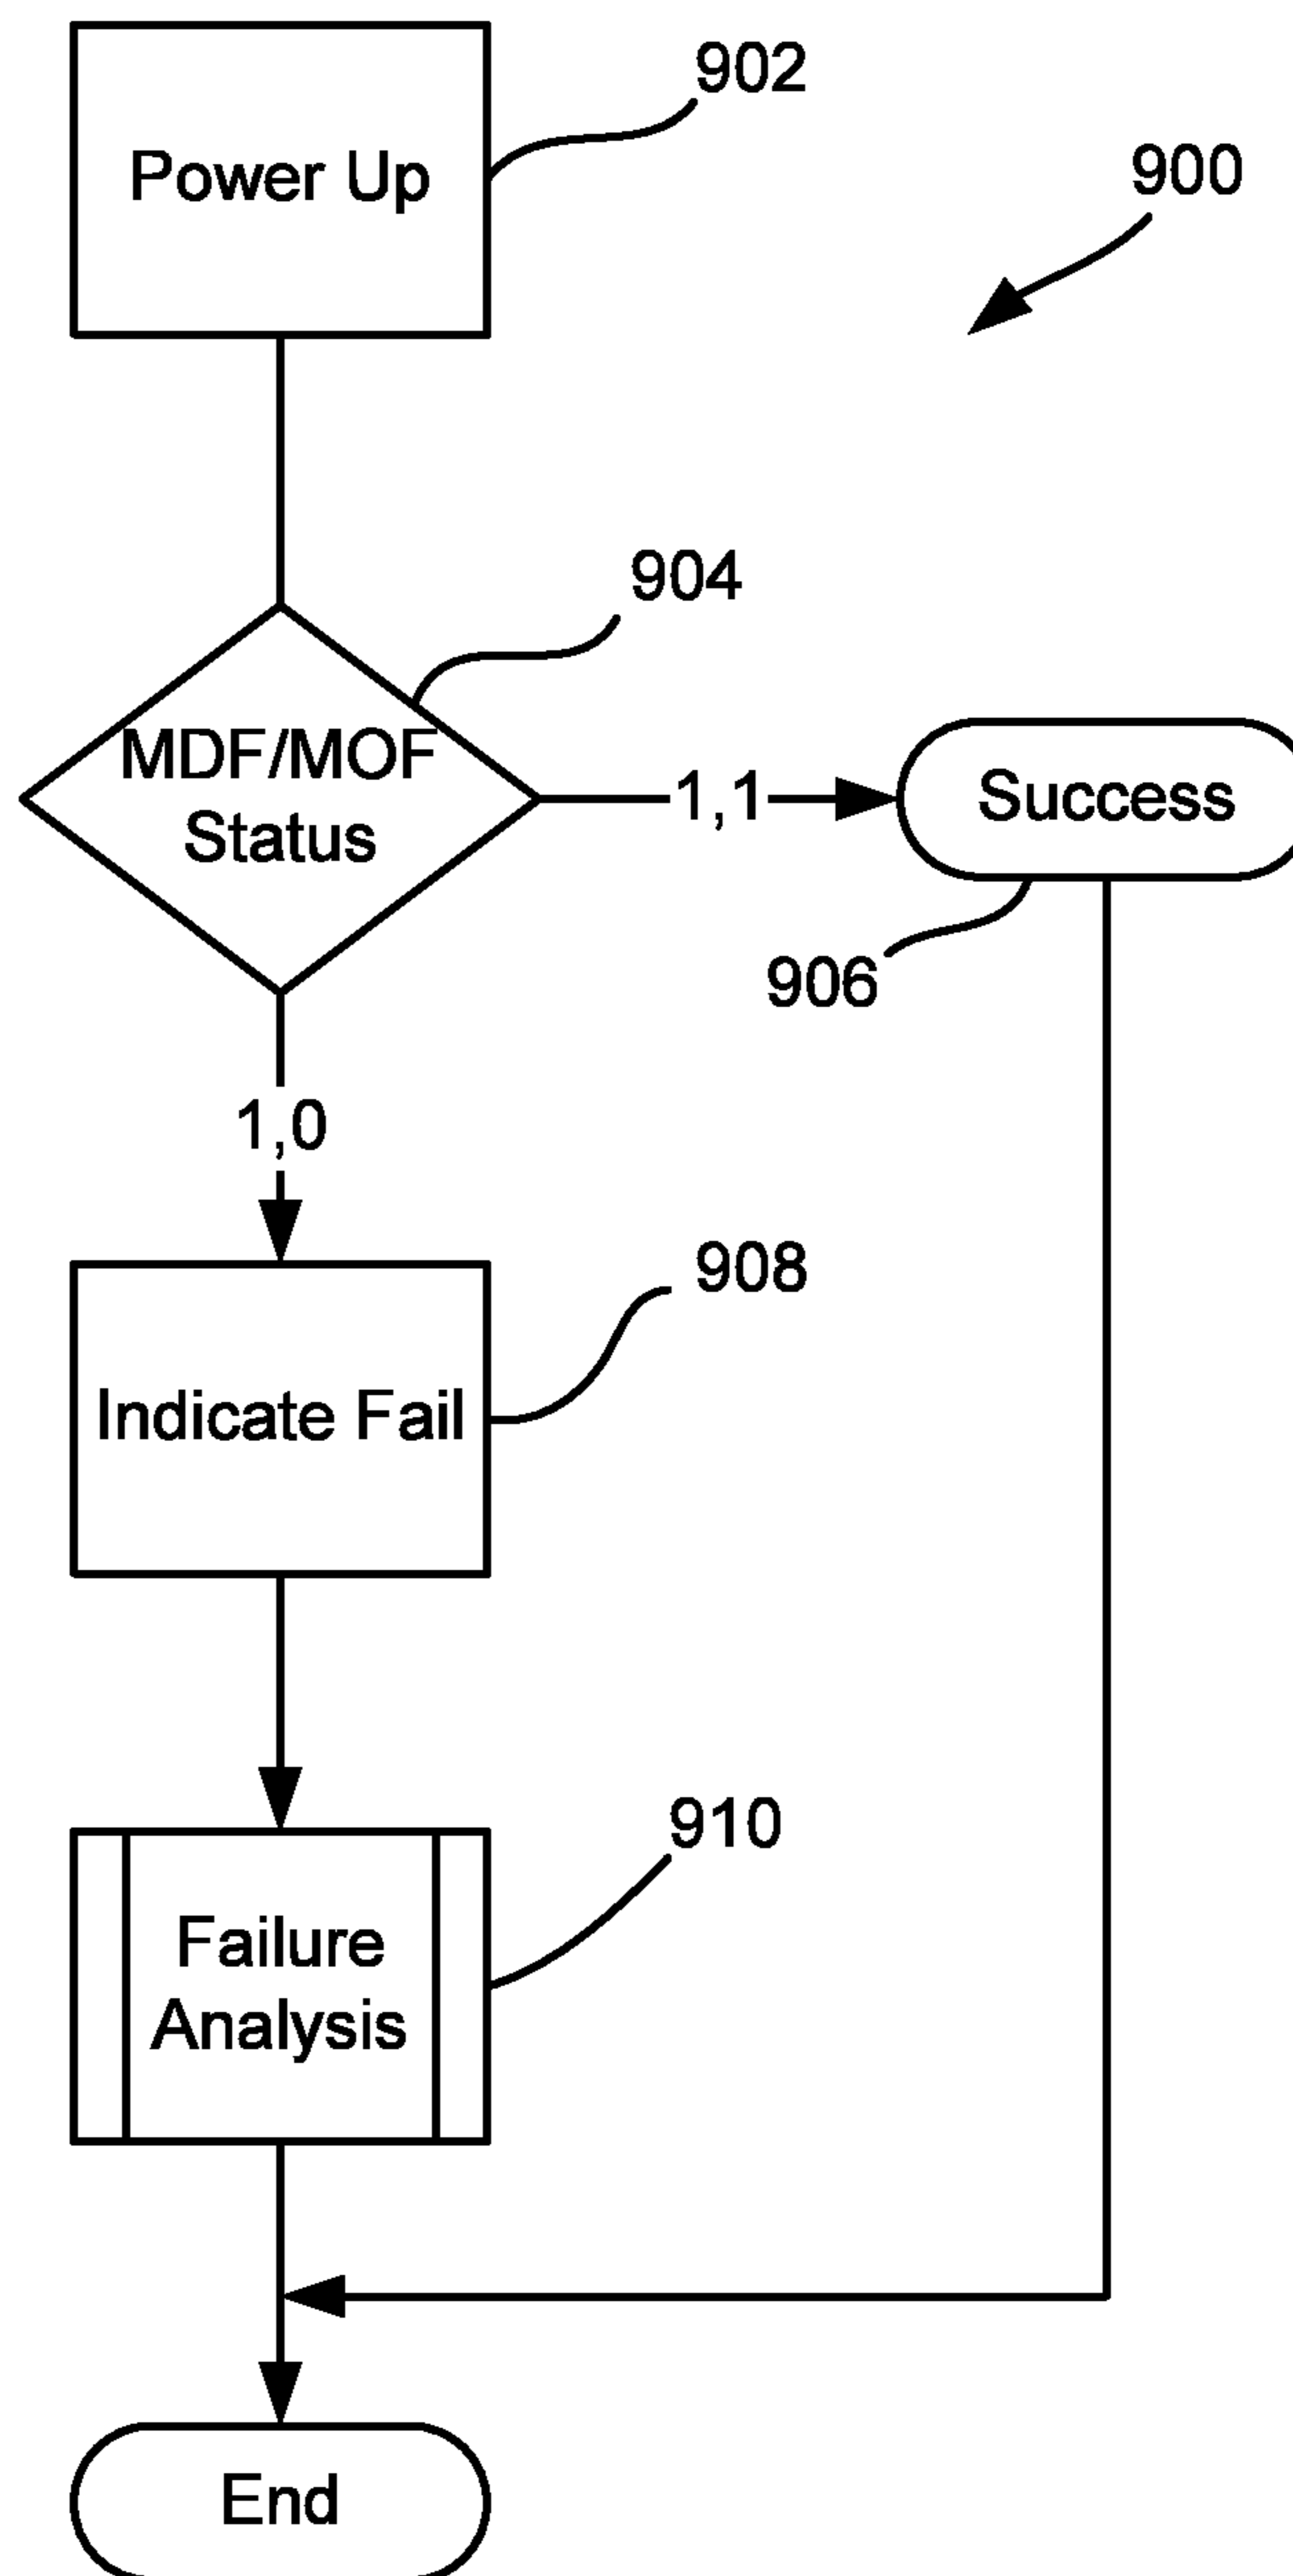 902
Power Up
900
904
MDF/MOF
Status
1,1
Success
906
1,0
908
Indicate Fail
910
Failure
Analysis
End